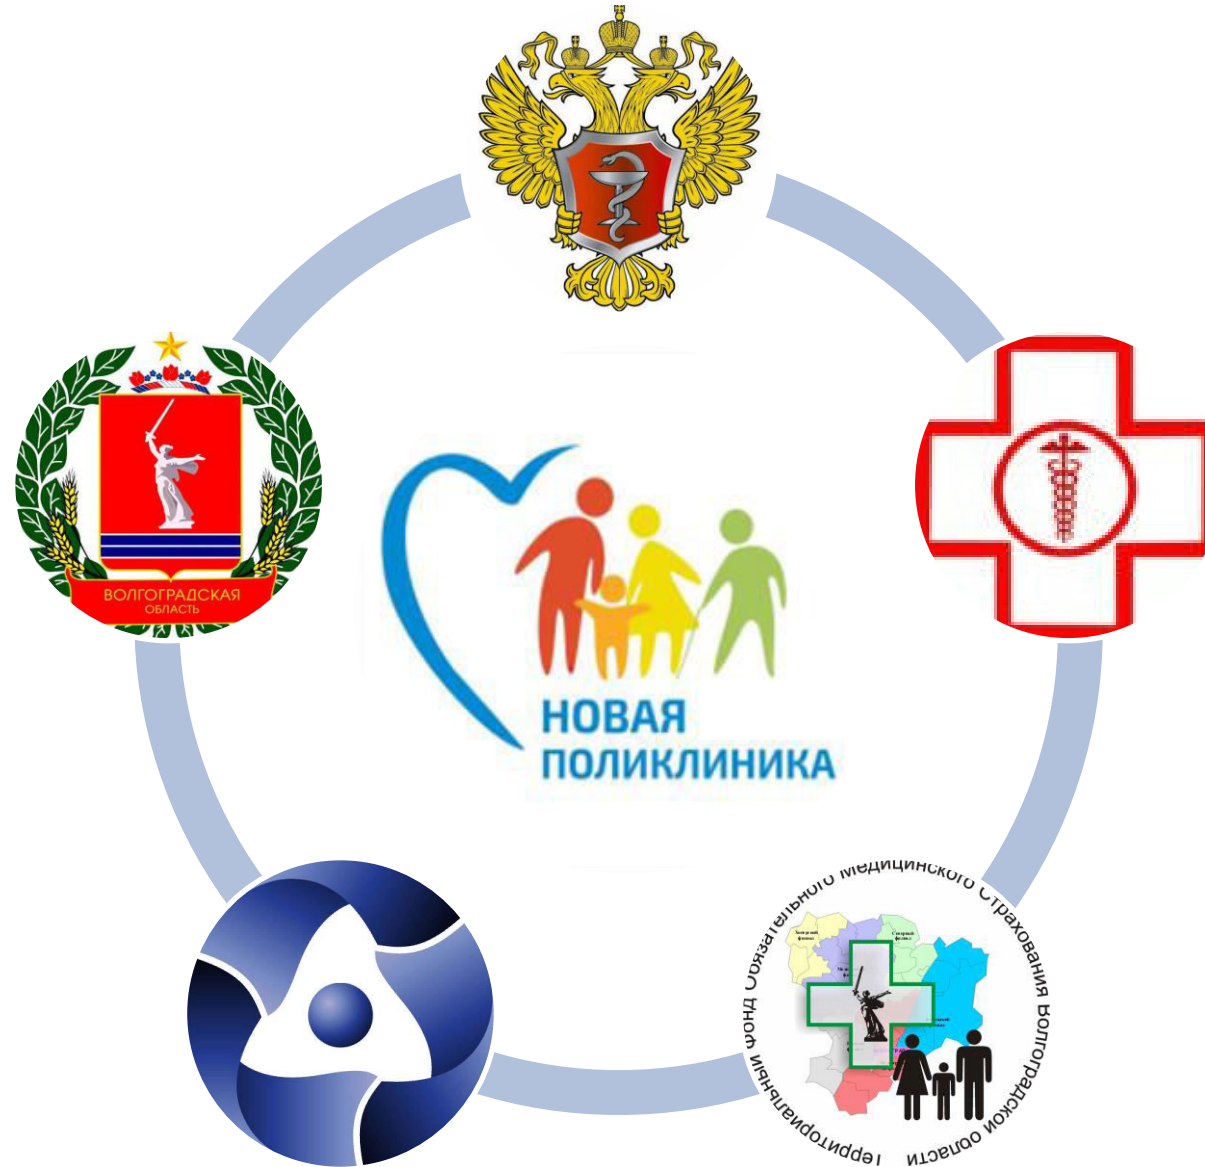 ВОЛГОГРАДСКАЯ
ОБЛАСТЬ
НОВАЯ
ПОЛИКЛИНИКА
Территориальный Фонд Обязательного Медицинского Страхования Волгоградской области